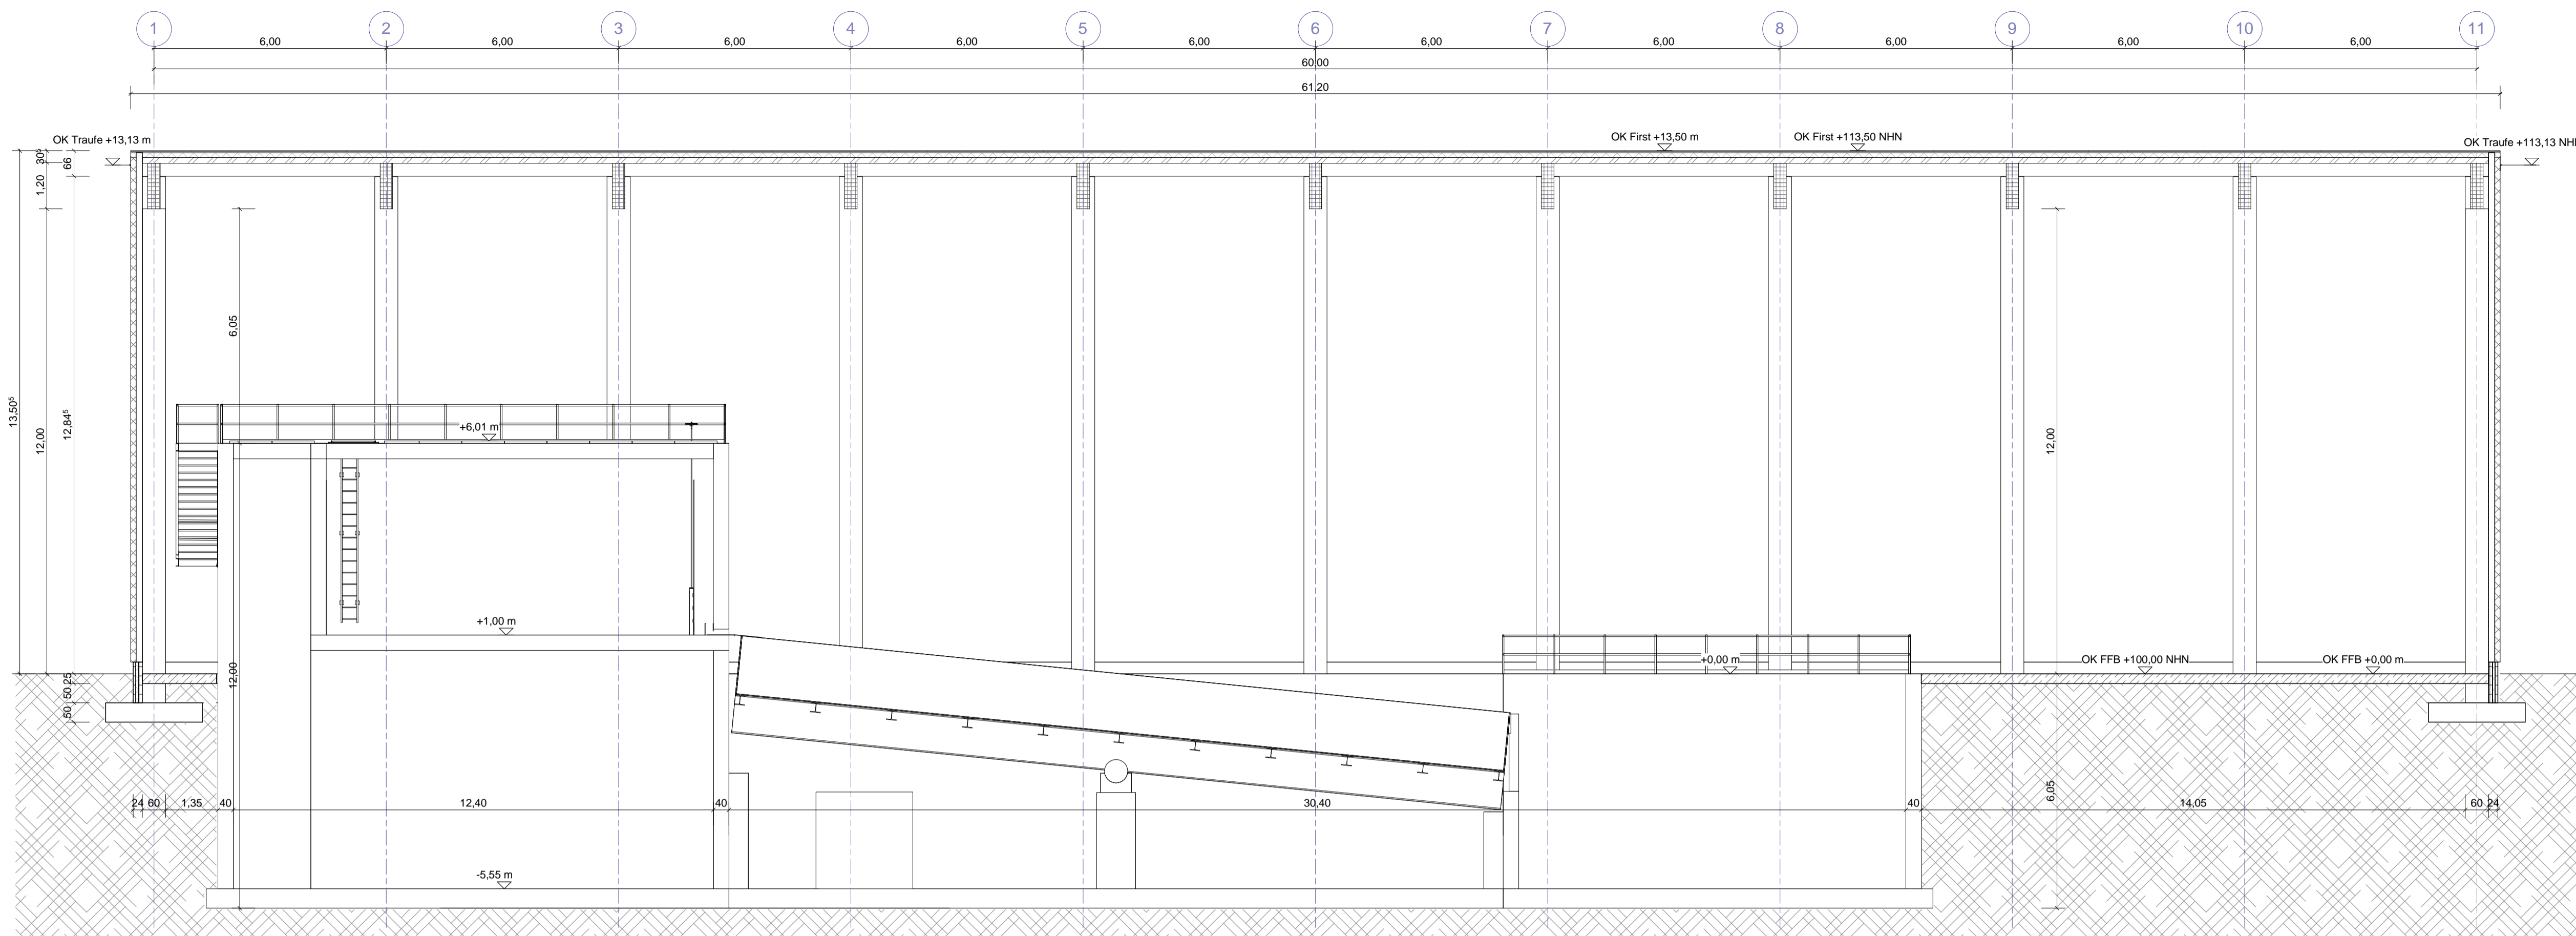 1 2 3 4 5 6 7 8 9 10 11
6,00 6,00 6,00 6,00 6,00 6,00 6,00 6,00 6,00 6,00
60,00
61,20
OK Traufe +13,13 m
OK First +13,50 m
OK First +113,50 NHN
OK Traufe +113,13 NH
30⁵
66
1,20
6,05
13,50⁵
12,00
12,84⁵
12,00
+6,01 m
+1,00 m
12,00
+0,00 m
OK FFB +100,00 NHN
OK FFB +0,00 m
25
50
50
24 60 1,35 40 12,40 40 30,40 40 14,05 60 24
6,05
-5,55 m